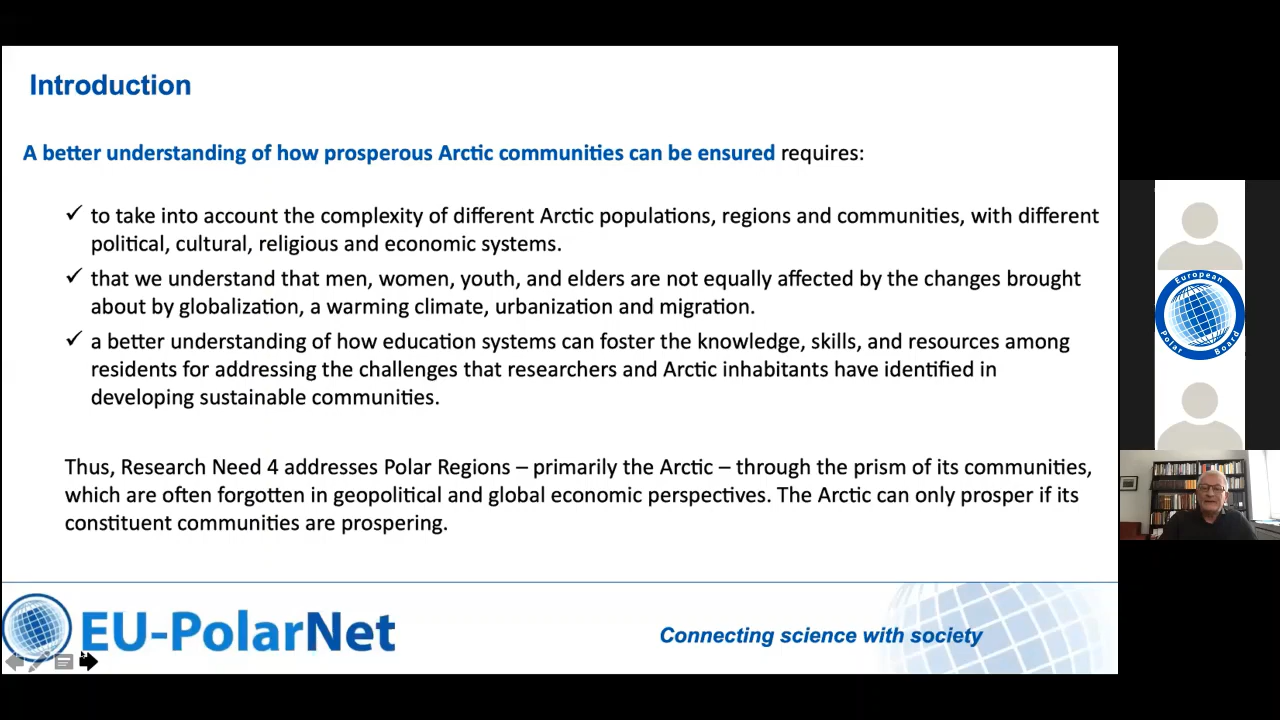 Introduction
A better understanding of how prosperous Arctic communities can be ensured requires:
✓ to take into account the complexity of different Arctic populations, regions and communities, with different
political, cultural, religious and economic systems.
✓ that we understand that men, women, youth, and elders are not equally affected by the changes brought
about by globalization, a warming climate, urbanization and migration.
✓ a better understanding of how education systems can foster the knowledge, skills, and resources among
residents for addressing the challenges that researchers and Arctic inhabitants have identified in
developing sustainable communities.
Thus, Research Need 4 addresses Polar Regions – primarily the Arctic – through the prism of its communities,
which are often forgotten in geopolitical and global economic perspectives. The Arctic can only prosper if its
constituent communities are prospering.
EU-PolarNet
Connecting science with society
European
Polar Board